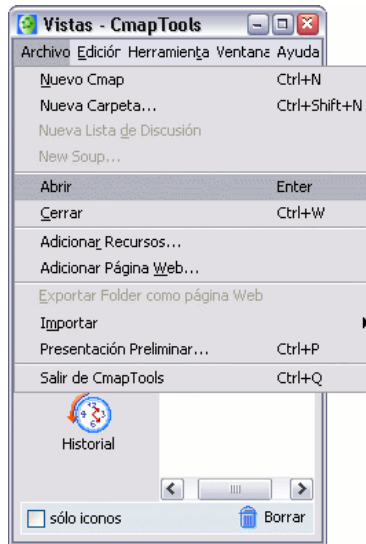 Vistas - CmapTools
Archivo Edición Herramienta Ventana Ayuda
Nuevo Cmap Ctrl+N
Nueva Carpeta... Ctrl+Shift+N
Nueva Lista de Discusión
New Soup...
Abrir Enter
Cerrar Ctrl+W
Adicionar Recursos...
Adicionar Página Web...
Exportar Folder como página Web
Importar
Presentación Preliminar... Ctrl+P
Salir de CmapTools Ctrl+Q
Historial
sólo iconos Borrar